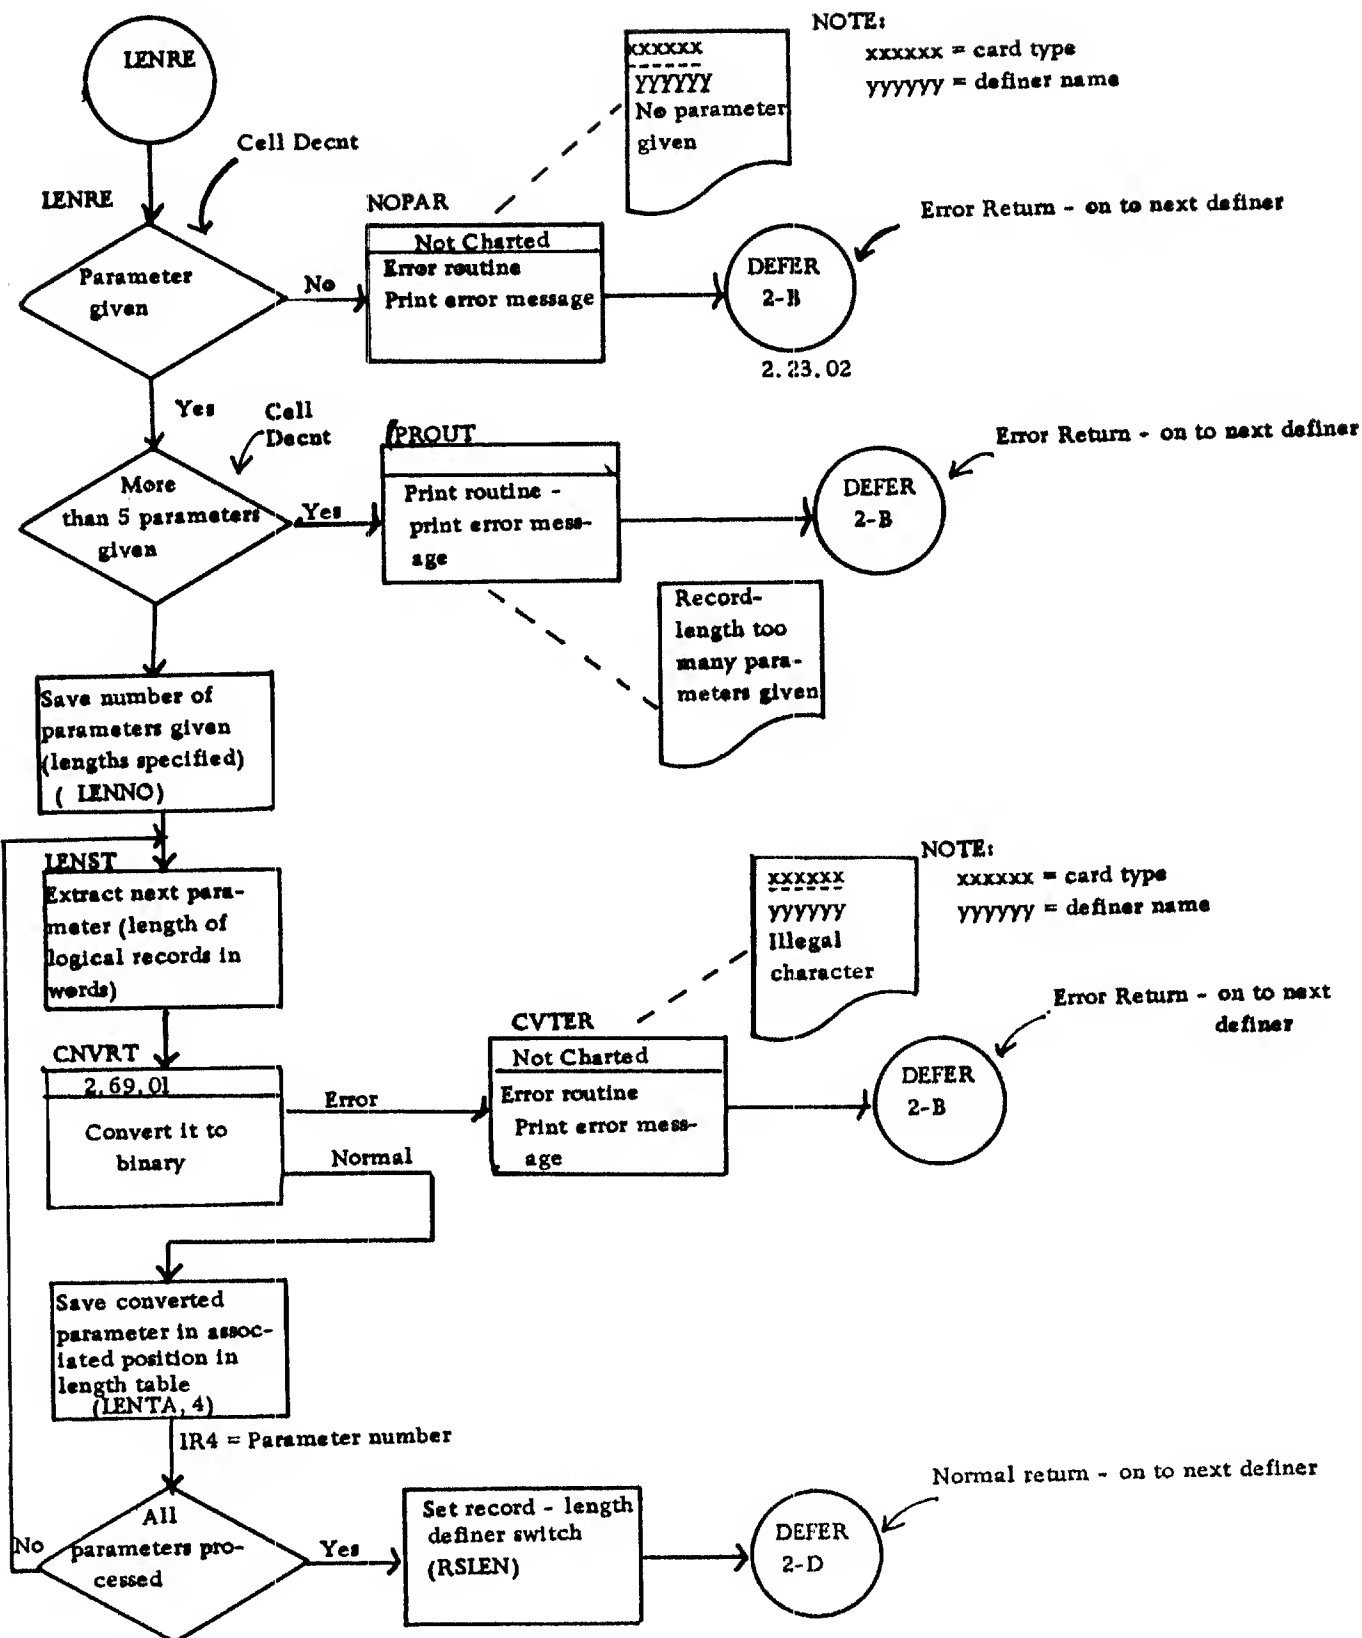 LENRE
xxxxxx
yyyyyy
No parameter
given
NOTE:
xxxxxx = card type
yyyyyy = definer name
Cell Decnt
LENRE
Parameter
given
No
NOPAR
Not Charted
Error routine
Print error message
DEFER
2-B
2.23.02
Error Return - on to next definer
Yes
Cell
Decnt
More
than 5 parameters
given
Yes
PROUT
Print routine -
print error mess-
age
DEFER
2-B
Error Return - on to next definer
Record-
length too
many para-
meters given
Save number of
parameters given
(lengths specified)
( LENNO)
LENST
Extract next para-
meter (length of
logical records in
words)
xxxxxx
yyyyyy
Illegal
character
NOTE:
xxxxxx = card type
yyyyyy = definer name
CNVRT
2.69.01
Convert it to
binary
Error
Normal
CVTER
Not Charted
Error routine
Print error mess-
age
DEFER
2-B
Error Return - on to next
definer
Save converted
parameter in assoc-
iated position in
length table
(LENTA, 4)
IR4 = Parameter number
All
parameters pro-
cessed
No
Yes
Set record - length
definer switch
(RSLEN)
DEFER
2-D
Normal return - on to next definer